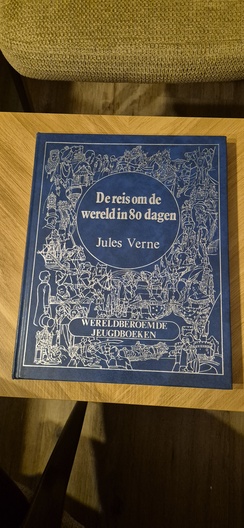 De reis om de
wereld in 80 dagen
Jules Verne
WERELDBEROEMDE
JEUGDBOEKEN